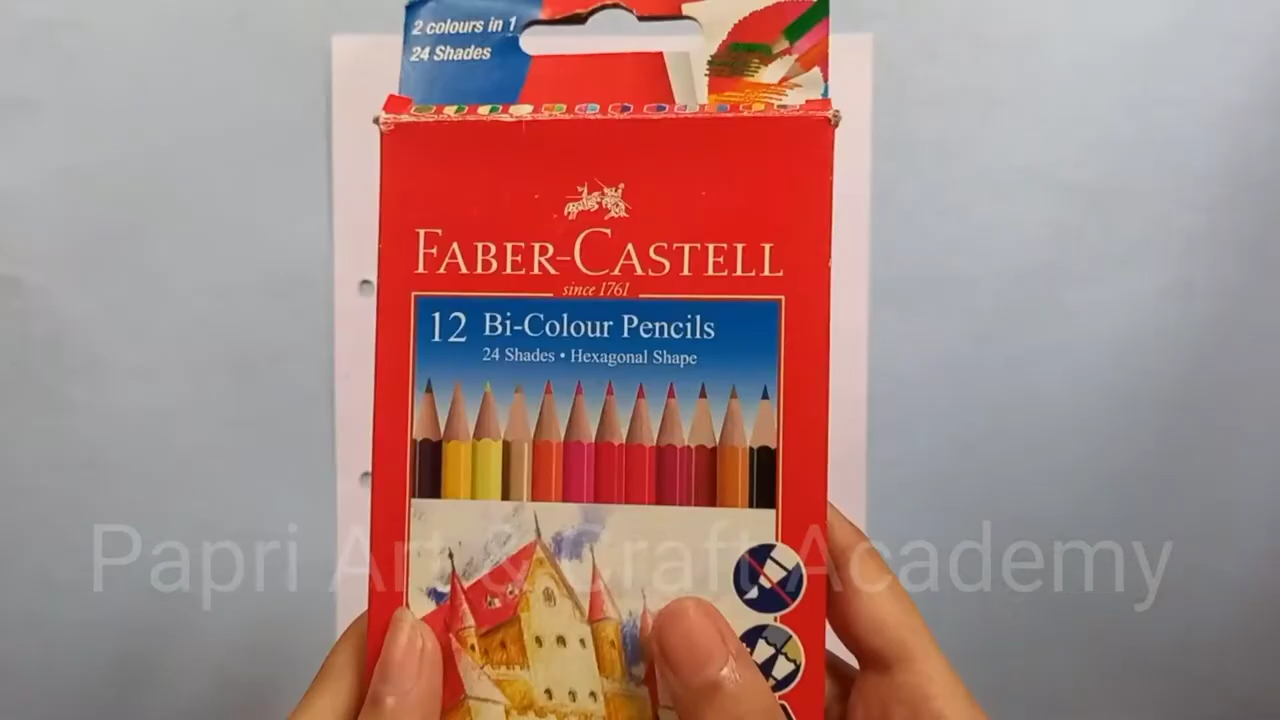 2 colours in 1
24 Shades
FABER-CASTELL
since 1761
12 Bi-Colour Pencils
24 Shades • Hexagonal Shape
Papri Art & Craft Academy